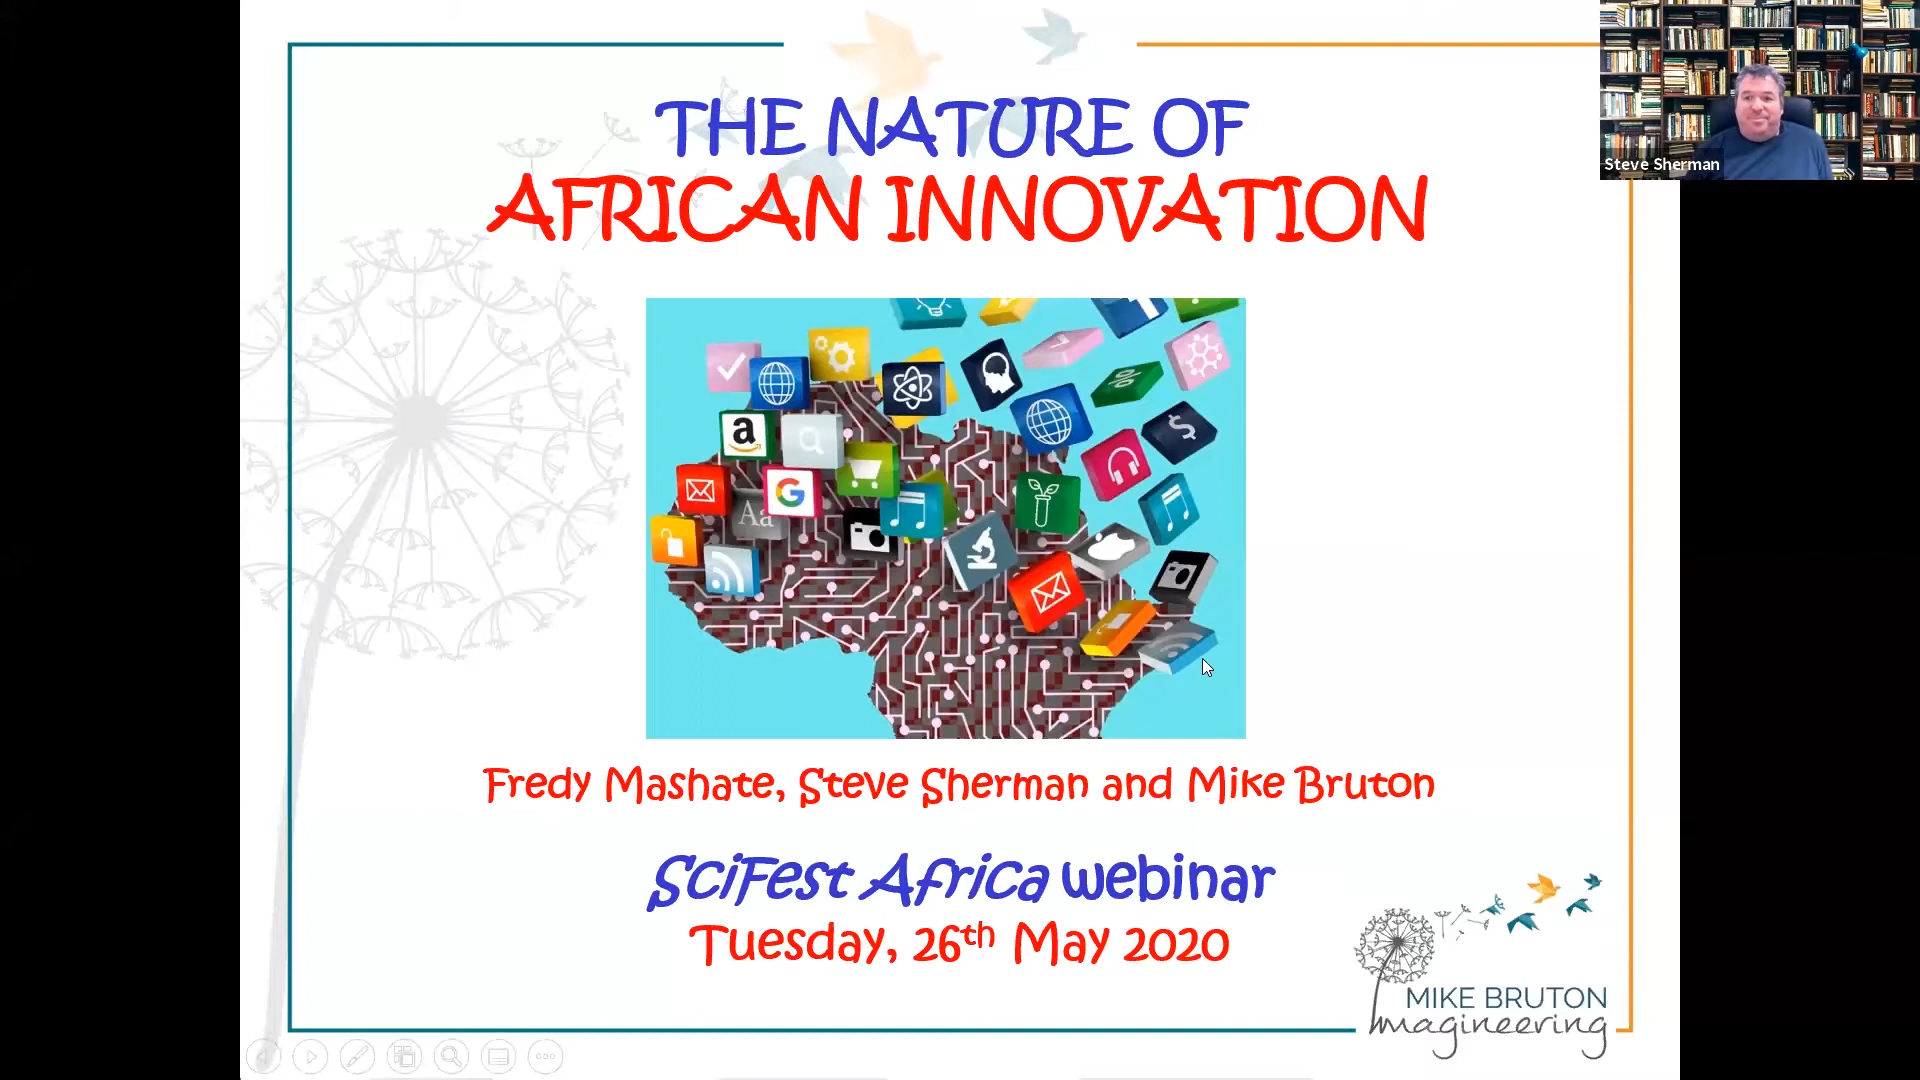 THE NATURE OF
AFRICAN INNOVATION
Steve Sherman
a
G
Aa
Fredy Mashate, Steve Sherman and Mike Bruton
SciFest Africa webinar
Tuesday, 26th May 2020
MIKE BRUTON
Imagineering